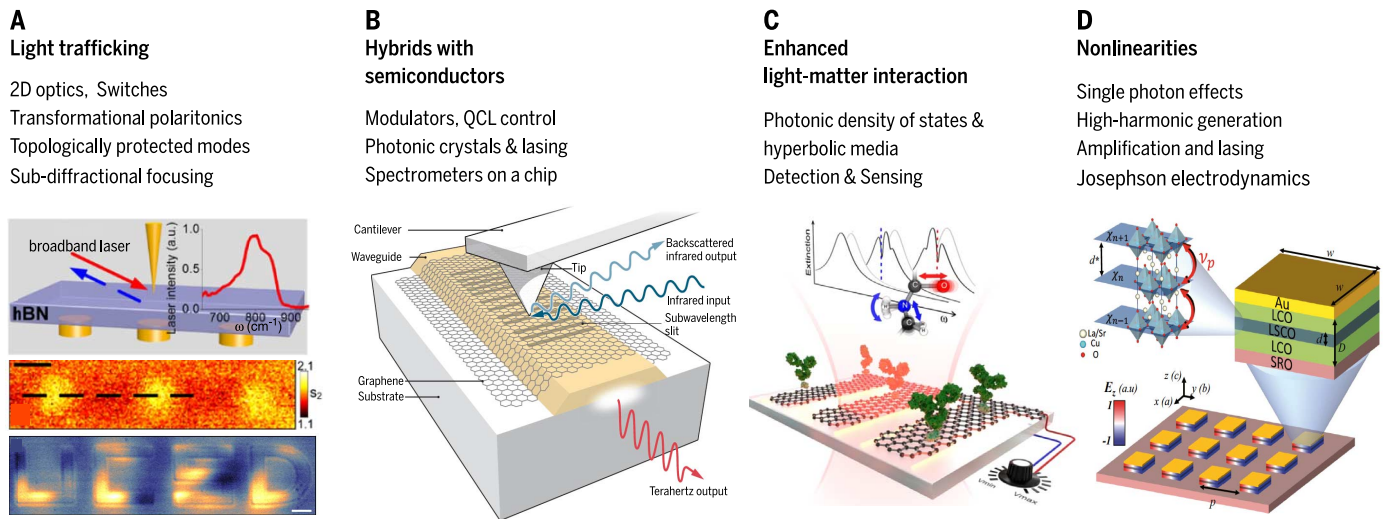 A
Light trafficking
2D optics, Switches
Transformational polaritonics
Topologically protected modes
Sub-diffractional focusing
broadband laser
hBN
Laser intensity (a.u.)
1.0
0.5
0.0
700 800 900
ω (cm⁻¹)
2.1
S₂
1.1
B
Hybrids with
semiconductors
Modulators, QCL control
Photonic crystals & lasing
Spectrometers on a chip
Cantilever
Waveguide
Tip
Backscattered
infrared output
Infrared input
Subwavelength
slit
Graphene
Substrate
Terahertz output
C
Enhanced
light-matter interaction
Photonic density of states &
hyperbolic media
Detection & Sensing
Extinction
ω
C
O
H
N
C
H
Vmin
Vmax
D
Nonlinearities
Single photon effects
High-harmonic generation
Amplification and lasing
Josephson electrodynamics
χn+1
d*
χn
χn−1
νp
La/Sr
Cu
O
w
w
Au
LCO
LSCO
LCO
SRO
d
D
Ez (a.u)
1
-1
z (c)
y (b)
x (a)
p